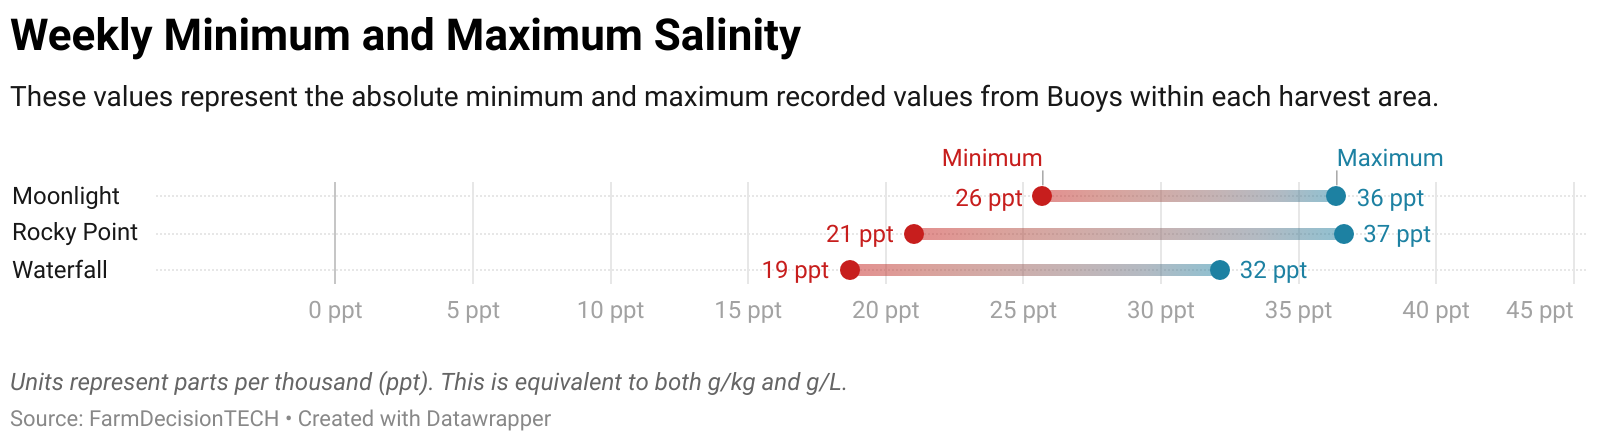 Weekly Minimum and Maximum Salinity
These values represent the absolute minimum and maximum recorded values from Buoys within each harvest area.
Minimum Maximum
Moonlight 26 ppt 36 ppt
Rocky Point 21 ppt 37 ppt
Waterfall 19 ppt 32 ppt
0 ppt 5 ppt 10 ppt 15 ppt 20 ppt 25 ppt 30 ppt 35 ppt 40 ppt 45 ppt
Units represent parts per thousand (ppt). This is equivalent to both g/kg and g/L.
Source: FarmDecisionTECH • Created with Datawrapper